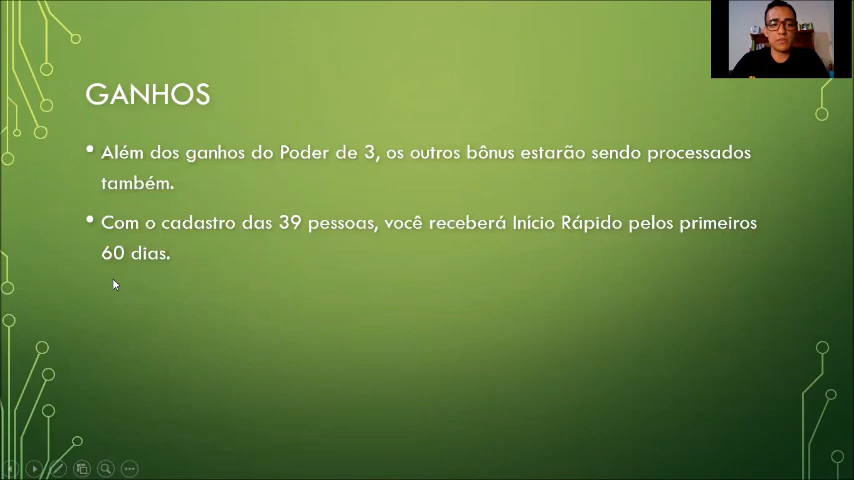 GANHOS
• Além dos ganhos do Poder de 3, os outros bônus estarão sendo processados
também.
• Com o cadastro das 39 pessoas, você receberá Início Rápido pelos primeiros
60 dias.